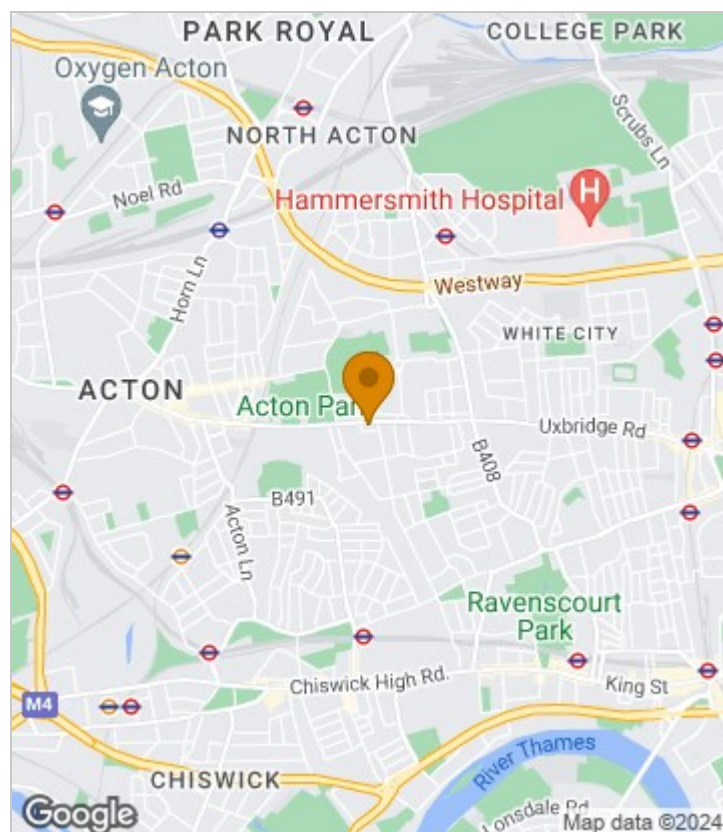 PARK ROYAL
COLLEGE PARK
Oxygen Acton
Scrubs Ln
NORTH ACTON
Noel Rd
Hammersmith Hospital
H
Horn Ln
Westway
WHITE CITY
ACTON
Acton Park
Uxbridge Rd
B408
B491
Acton Ln
Ravenscourt
Park
Chiswick High Rd.
King St
M4
River Thames
CHISWICK
Lonsdale Rd
Google
Map data ©2024